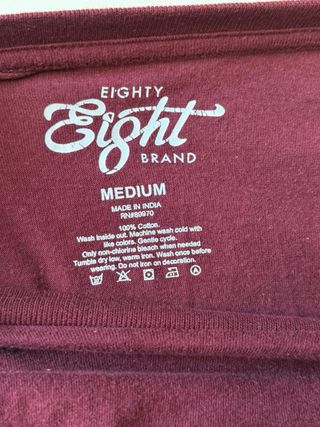 EIGHTY
Eight
BRAND
MEDIUM
MADE IN INDIA
RN#89970
100% Cotton.
Wash inside out. Machine wash cold with
like colors. Gentle cycle.
Only non-chlorine bleach when needed
Tumble dry low, warm iron. Wash once before
wearing. Do not iron on decoration.